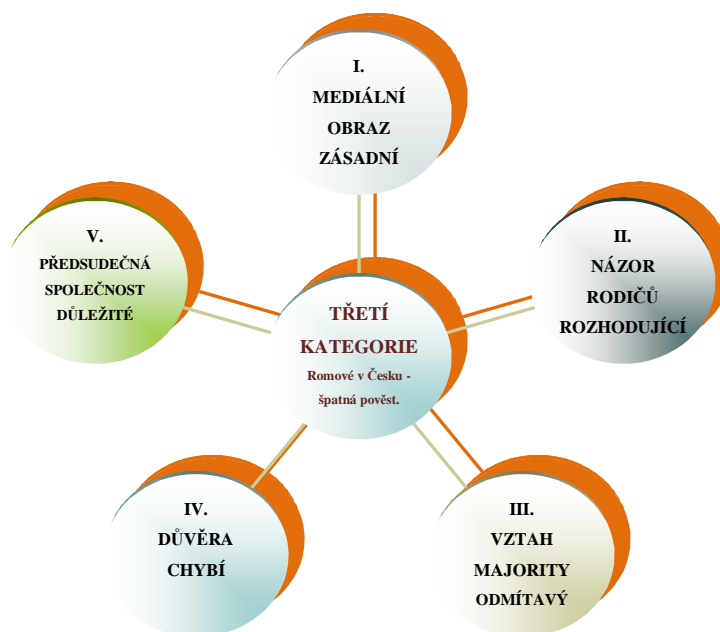 I.
MEDIÁLNÍ
OBRAZ
ZÁSADNÍ
II.
NÁZOR
RODIČŮ
ROZHODUJÍCÍ
III.
VZTAH
MAJORITY
ODMÍTAVÝ
IV.
DŮVĚRA
CHYBÍ
V.
PŘEDSUDEČNÁ
SPOLEČNOST
DŮLEŽITÉ
TŘETÍ
KATEGORIE
Romové v Česku -
špatná pověst.